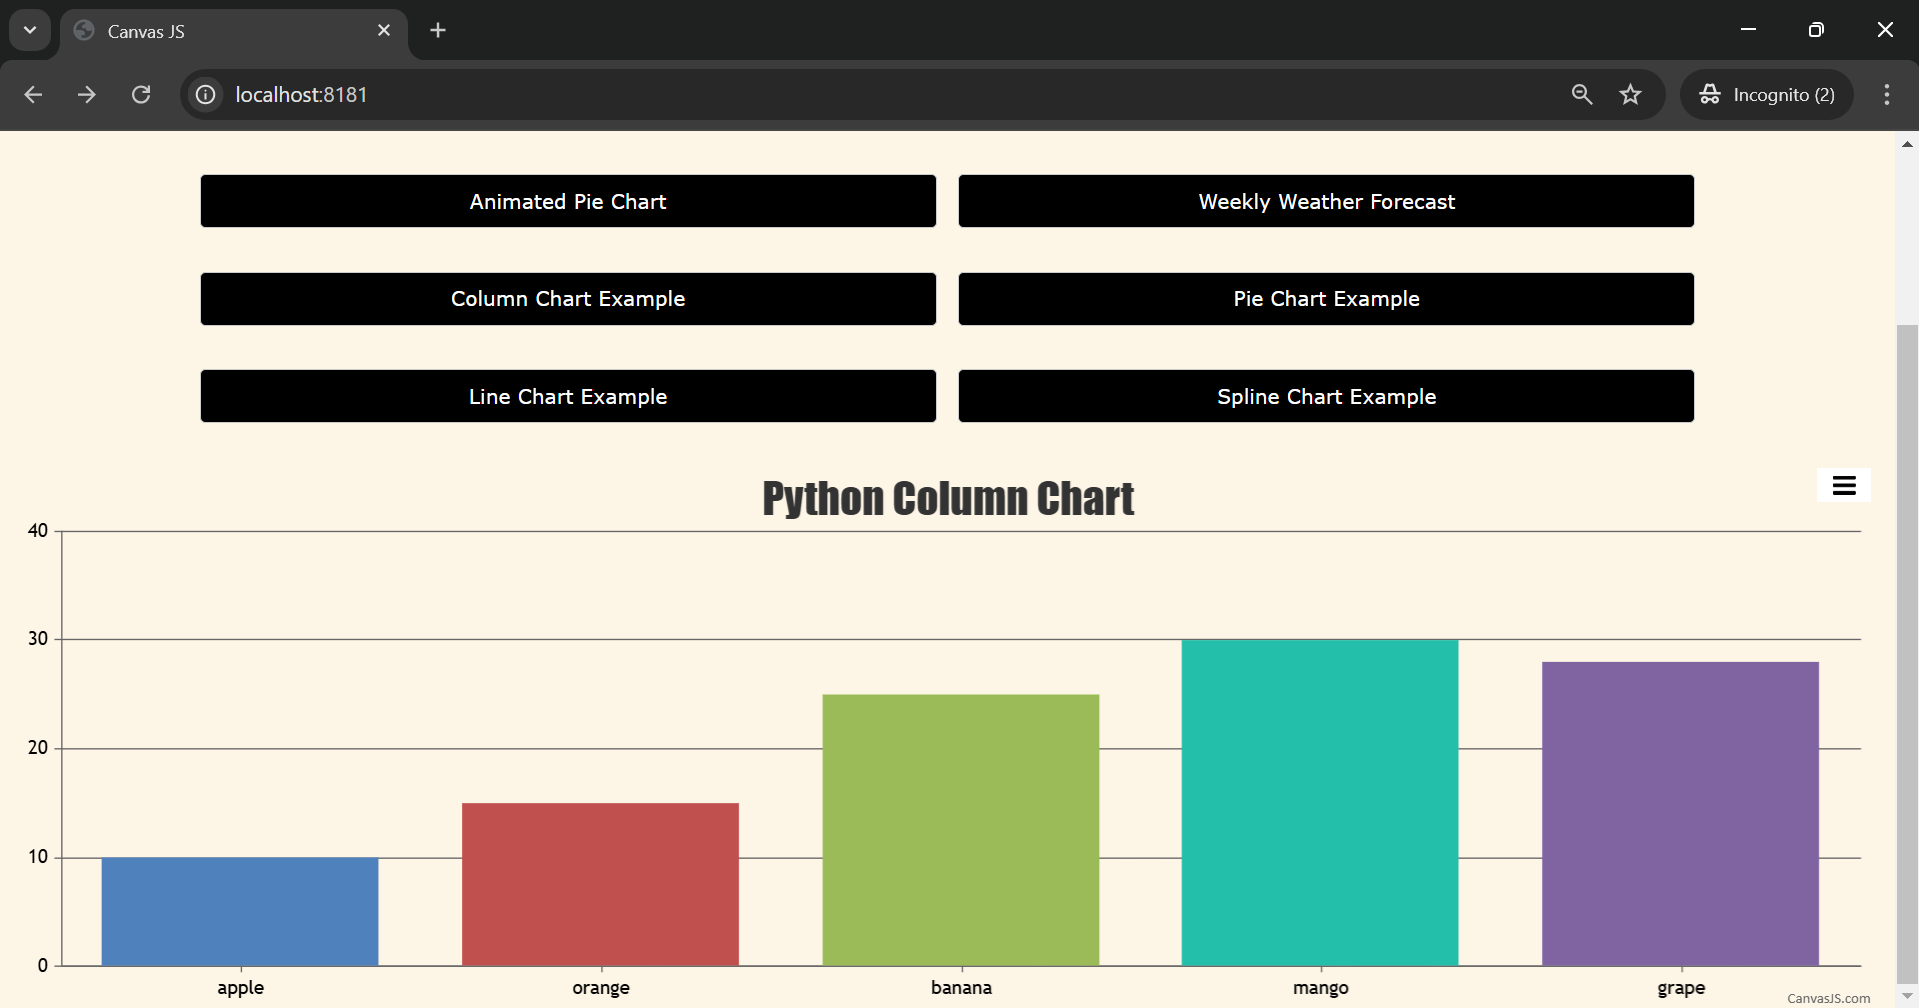 Canvas JS
localhost:8181
Incognito (2)
Animated Pie Chart
Weekly Weather Forecast
Column Chart Example
Pie Chart Example
Line Chart Example
Spline Chart Example
Python Column Chart
40
30
20
10
0
apple
orange
banana
mango
grape
CanvasJS.com